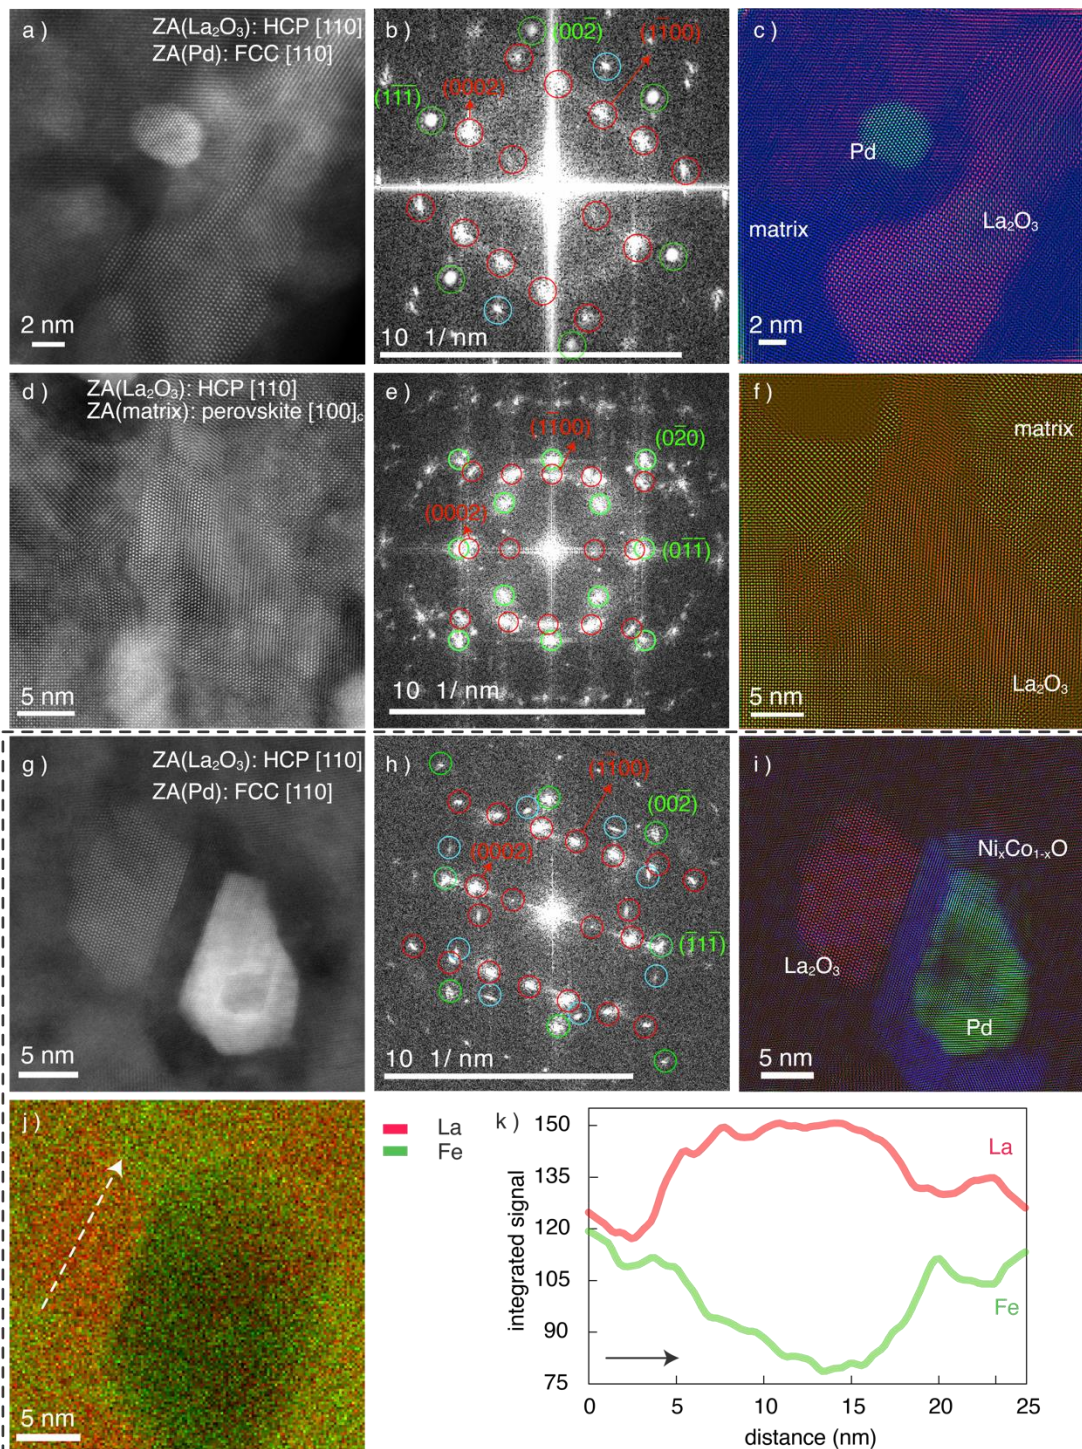 a )
ZA(La₂O₃): HCP [110]
ZA(Pd): FCC [110]
2 nm
b )
(002̅)
(11̅00)
(0002)
(1̅1̅1̅)
10 1/ nm
c )
Pd
La₂O₃
matrix
2 nm
d )
ZA(La₂O₃): HCP [110]
ZA(matrix): perovskite [100]c
5 nm
e )
(11̅00)
(02̅0)
(0002)
(01̅1̅)
10 1/ nm
f )
matrix
La₂O₃
5 nm
g )
ZA(La₂O₃): HCP [110]
ZA(Pd): FCC [110]
5 nm
h )
(11̅00)
(002̅)
(0002)
(1̅11̅)
10 1/ nm
i )
NiₓCo₁₋ₓO
La₂O₃
Pd
5 nm
j )
5 nm
La
Fe
k )
150
135
120
105
90
75
integrated signal
La
Fe
0 5 10 15 20 25
distance (nm)